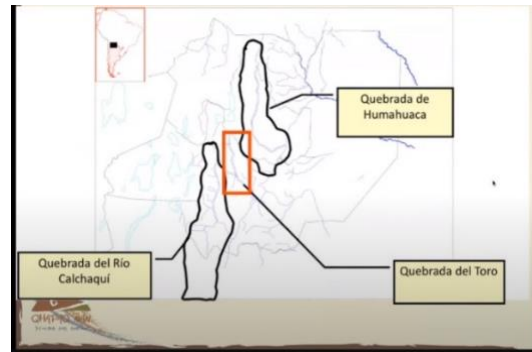 Quebrada de
Humahuaca
Quebrada del Río
Calchaquí
Quebrada del Toro